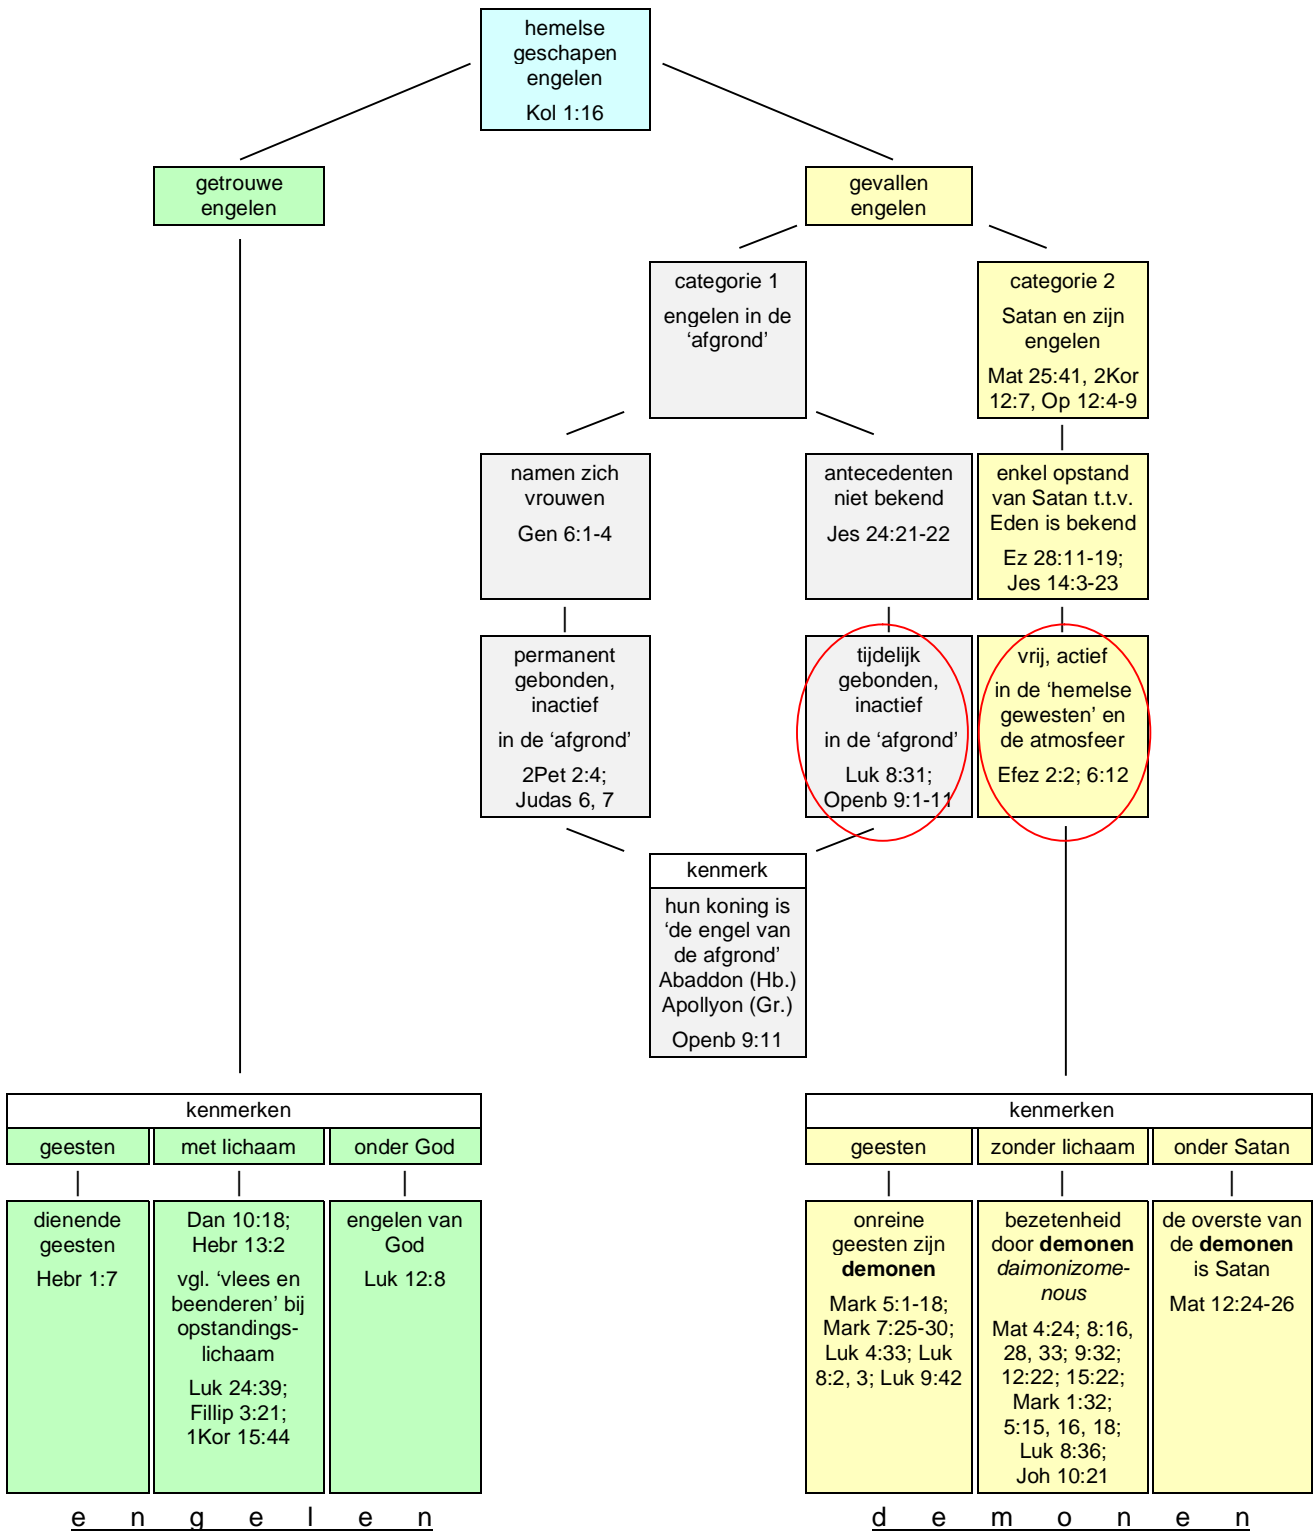 hemelse
geschapen
engelen
Kol 1:16
getrouwe
engelen
gevallen
engelen
categorie 1
engelen in de
‘afgrond’
categorie 2
Satan en zijn
engelen
Mat 25:41, 2Kor
12:7, Op 12:4-9
namen zich
vrouwen
Gen 6:1-4
antecedenten
niet bekend
Jes 24:21-22
enkel opstand
van Satan t.t.v.
Eden is bekend
Ez 28:11-19;
Jes 14:3-23
permanent
gebonden,
inactief
in de ‘afgrond’
2Pet 2:4;
Judas 6, 7
tijdelijk
gebonden,
inactief
in de ‘afgrond’
Luk 8:31;
Openb 9:1-11
vrij, actief
in de ‘hemelse
gewesten’ en
de atmosfeer
Efez 2:2; 6:12
kenmerk
hun koning is
‘de engel van
de afgrond’
Abaddon (Hb.)
Apollyon (Gr.)
Openb 9:11
kenmerken
geesten
met lichaam
onder God
dienende
geesten
Hebr 1:7
Dan 10:18;
Hebr 13:2
vgl. ‘vlees en
beenderen’ bij
opstandings-
lichaam
Luk 24:39;
Fillip 3:21;
1Kor 15:44
engelen van
God
Luk 12:8
engelen
kenmerken
geesten
zonder lichaam
onder Satan
onreine
geesten zijn
demonen
Mark 5:1-18;
Mark 7:25-30;
Luk 4:33; Luk
8:2, 3; Luk 9:42
bezetenheid
door demonen
daimonizome-
nous
Mat 4:24; 8:16,
28, 33; 9:32;
12:22; 15:22;
Mark 1:32;
5:15, 16, 18;
Luk 8:36;
Joh 10:21
de overste van
de demonen
is Satan
Mat 12:24-26
demonen